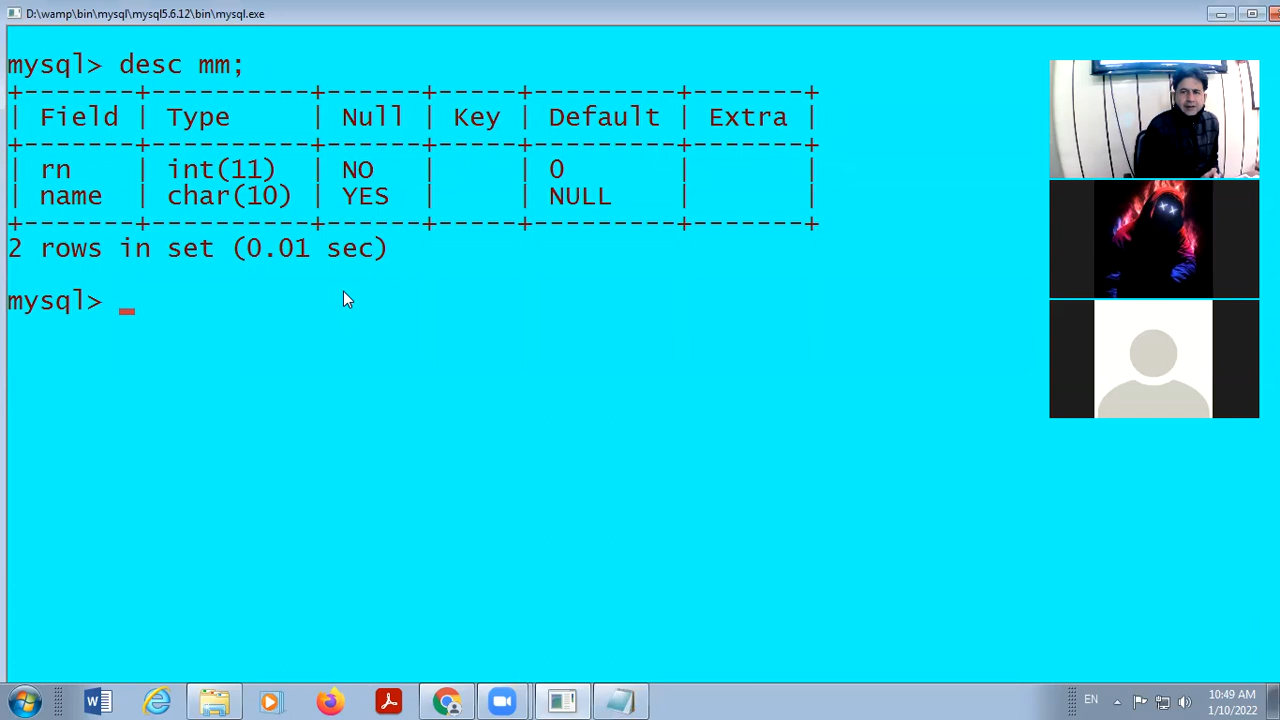 D:\wamp\bin\mysql\mysql5.6.12\bin\mysql.exe
mysql> desc mm;
+-------+----------+------+-----+---------+-------+
| Field | Type     | Null | Key | Default | Extra |
+-------+----------+------+-----+---------+-------+
| rn    | int(11)  | NO   |     | 0       |       |
| name  | char(10) | YES  |     | NULL    |       |
+-------+----------+------+-----+---------+-------+
2 rows in set (0.01 sec)
mysql> _
EN
10:49 AM
1/10/2022